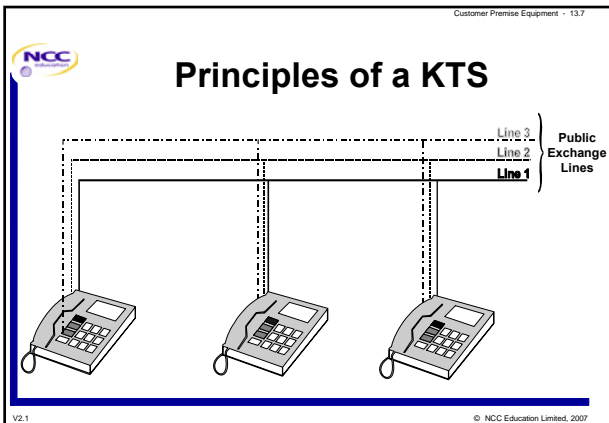 Customer Premise Equipment - 13.7
NCC
education
Principles of a KTS
Line 3
Line 2
Line 1
Public
Exchange
Lines
V2.1
© NCC Education Limited, 2007